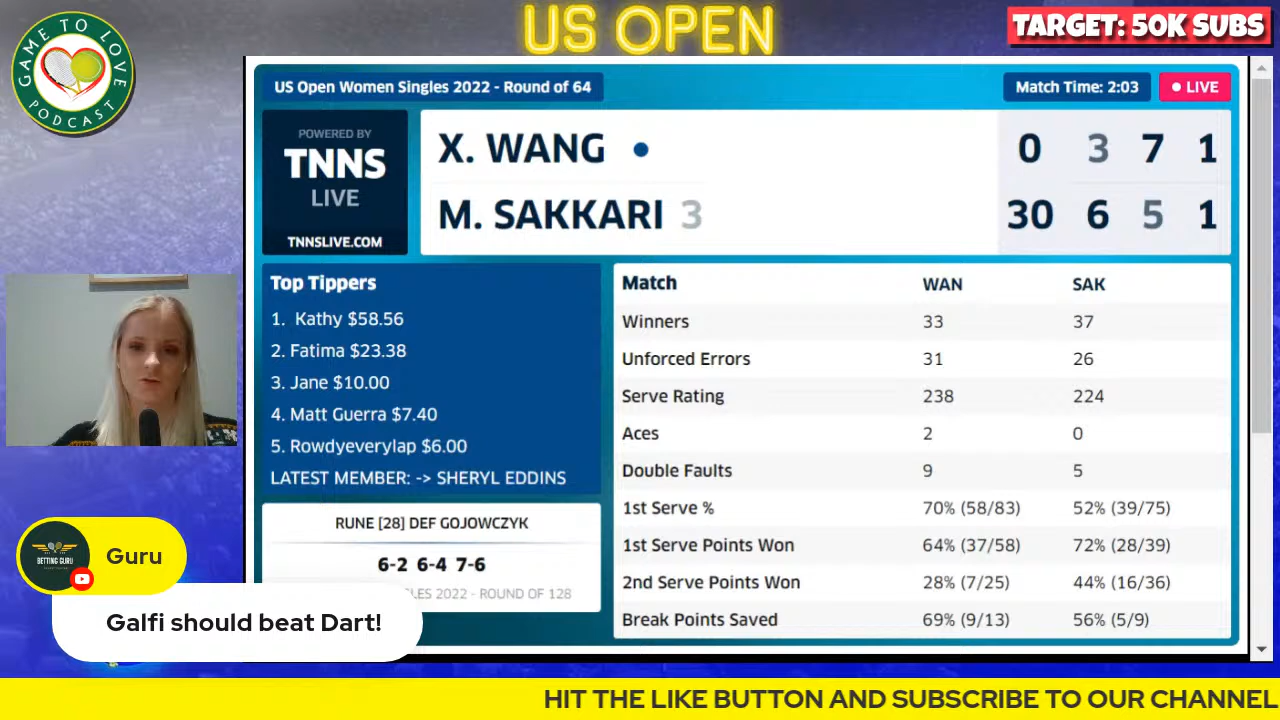 GAME TO LOVE
PODCAST
US OPEN
TARGET: 50K SUBS
US Open Women Singles 2022 - Round of 64
Match Time: 2:03
LIVE
POWERED BY
TNNS
LIVE
TNNSLIVE.COM
X. WANG 0 3 7 1
M. SAKKARI 3 30 6 5 1
Top Tippers
1. Kathy $58.56
2. Fatima $23.38
3. Jane $10.00
4. Matt Guerra $7.40
5. Rowdyeverylap $6.00
LATEST MEMBER: -> SHERYL EDDINS
RUNE [28] DEF GOJOWCZYK
6-2 6-4 7-6
LES 2022 - ROUND OF 128
Match WAN SAK
Winners 33 37
Unforced Errors 31 26
Serve Rating 238 224
Aces 2 0
Double Faults 9 5
1st Serve % 70% (58/83) 52% (39/75)
1st Serve Points Won 64% (37/58) 72% (28/39)
2nd Serve Points Won 28% (7/25) 44% (16/36)
Break Points Saved 69% (9/13) 56% (5/9)
BETTING GURU
Guru
Galfi should beat Dart!
HIT THE LIKE BUTTON AND SUBSCRIBE TO OUR CHANNEL